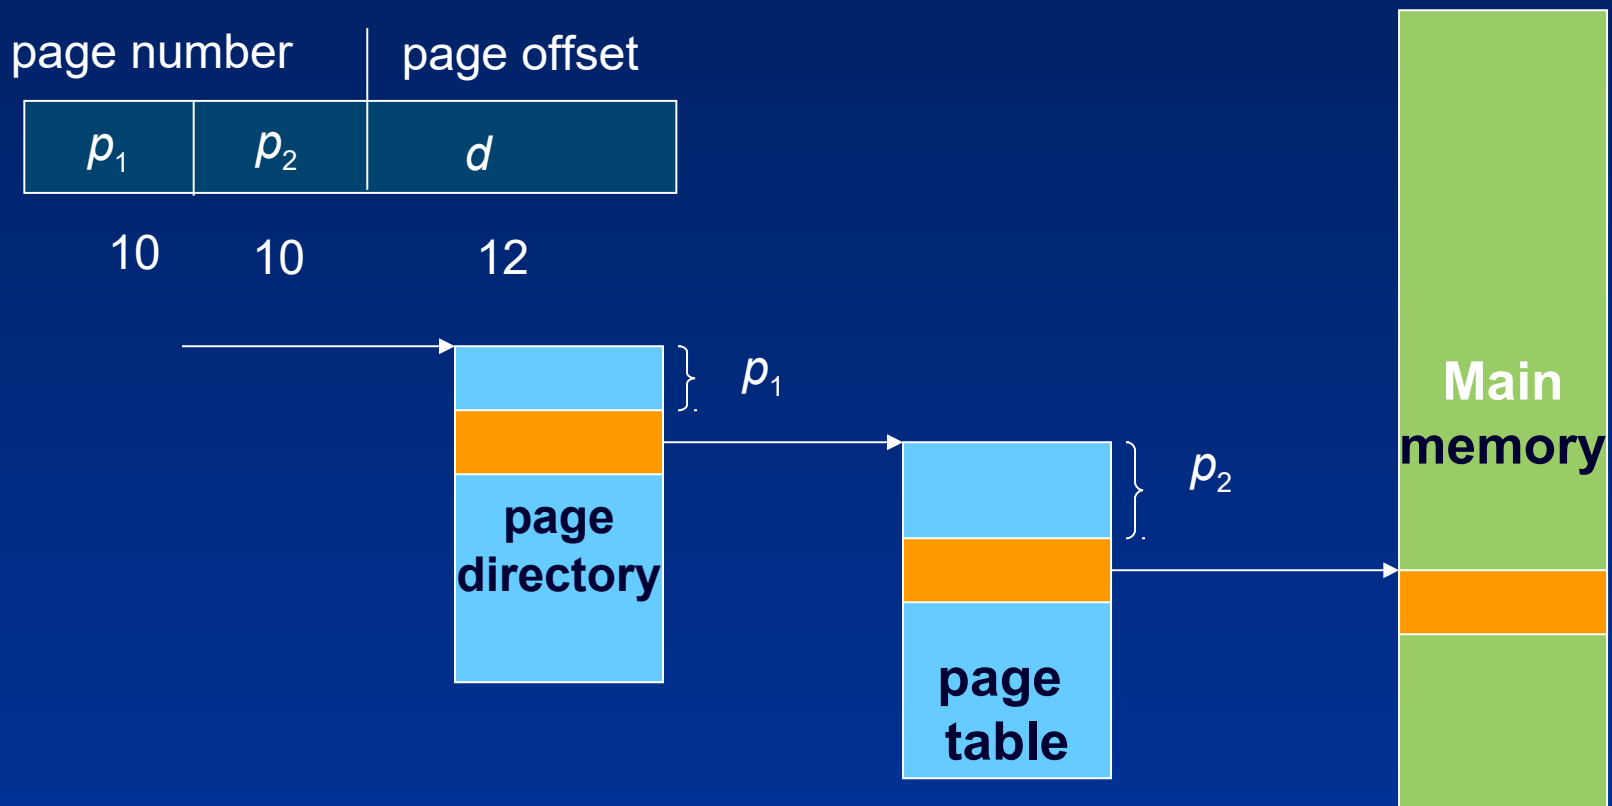 page number page offset
p₁ p₂ d
10 10 12
p₁
p₂
page
directory
page
table
Main
memory